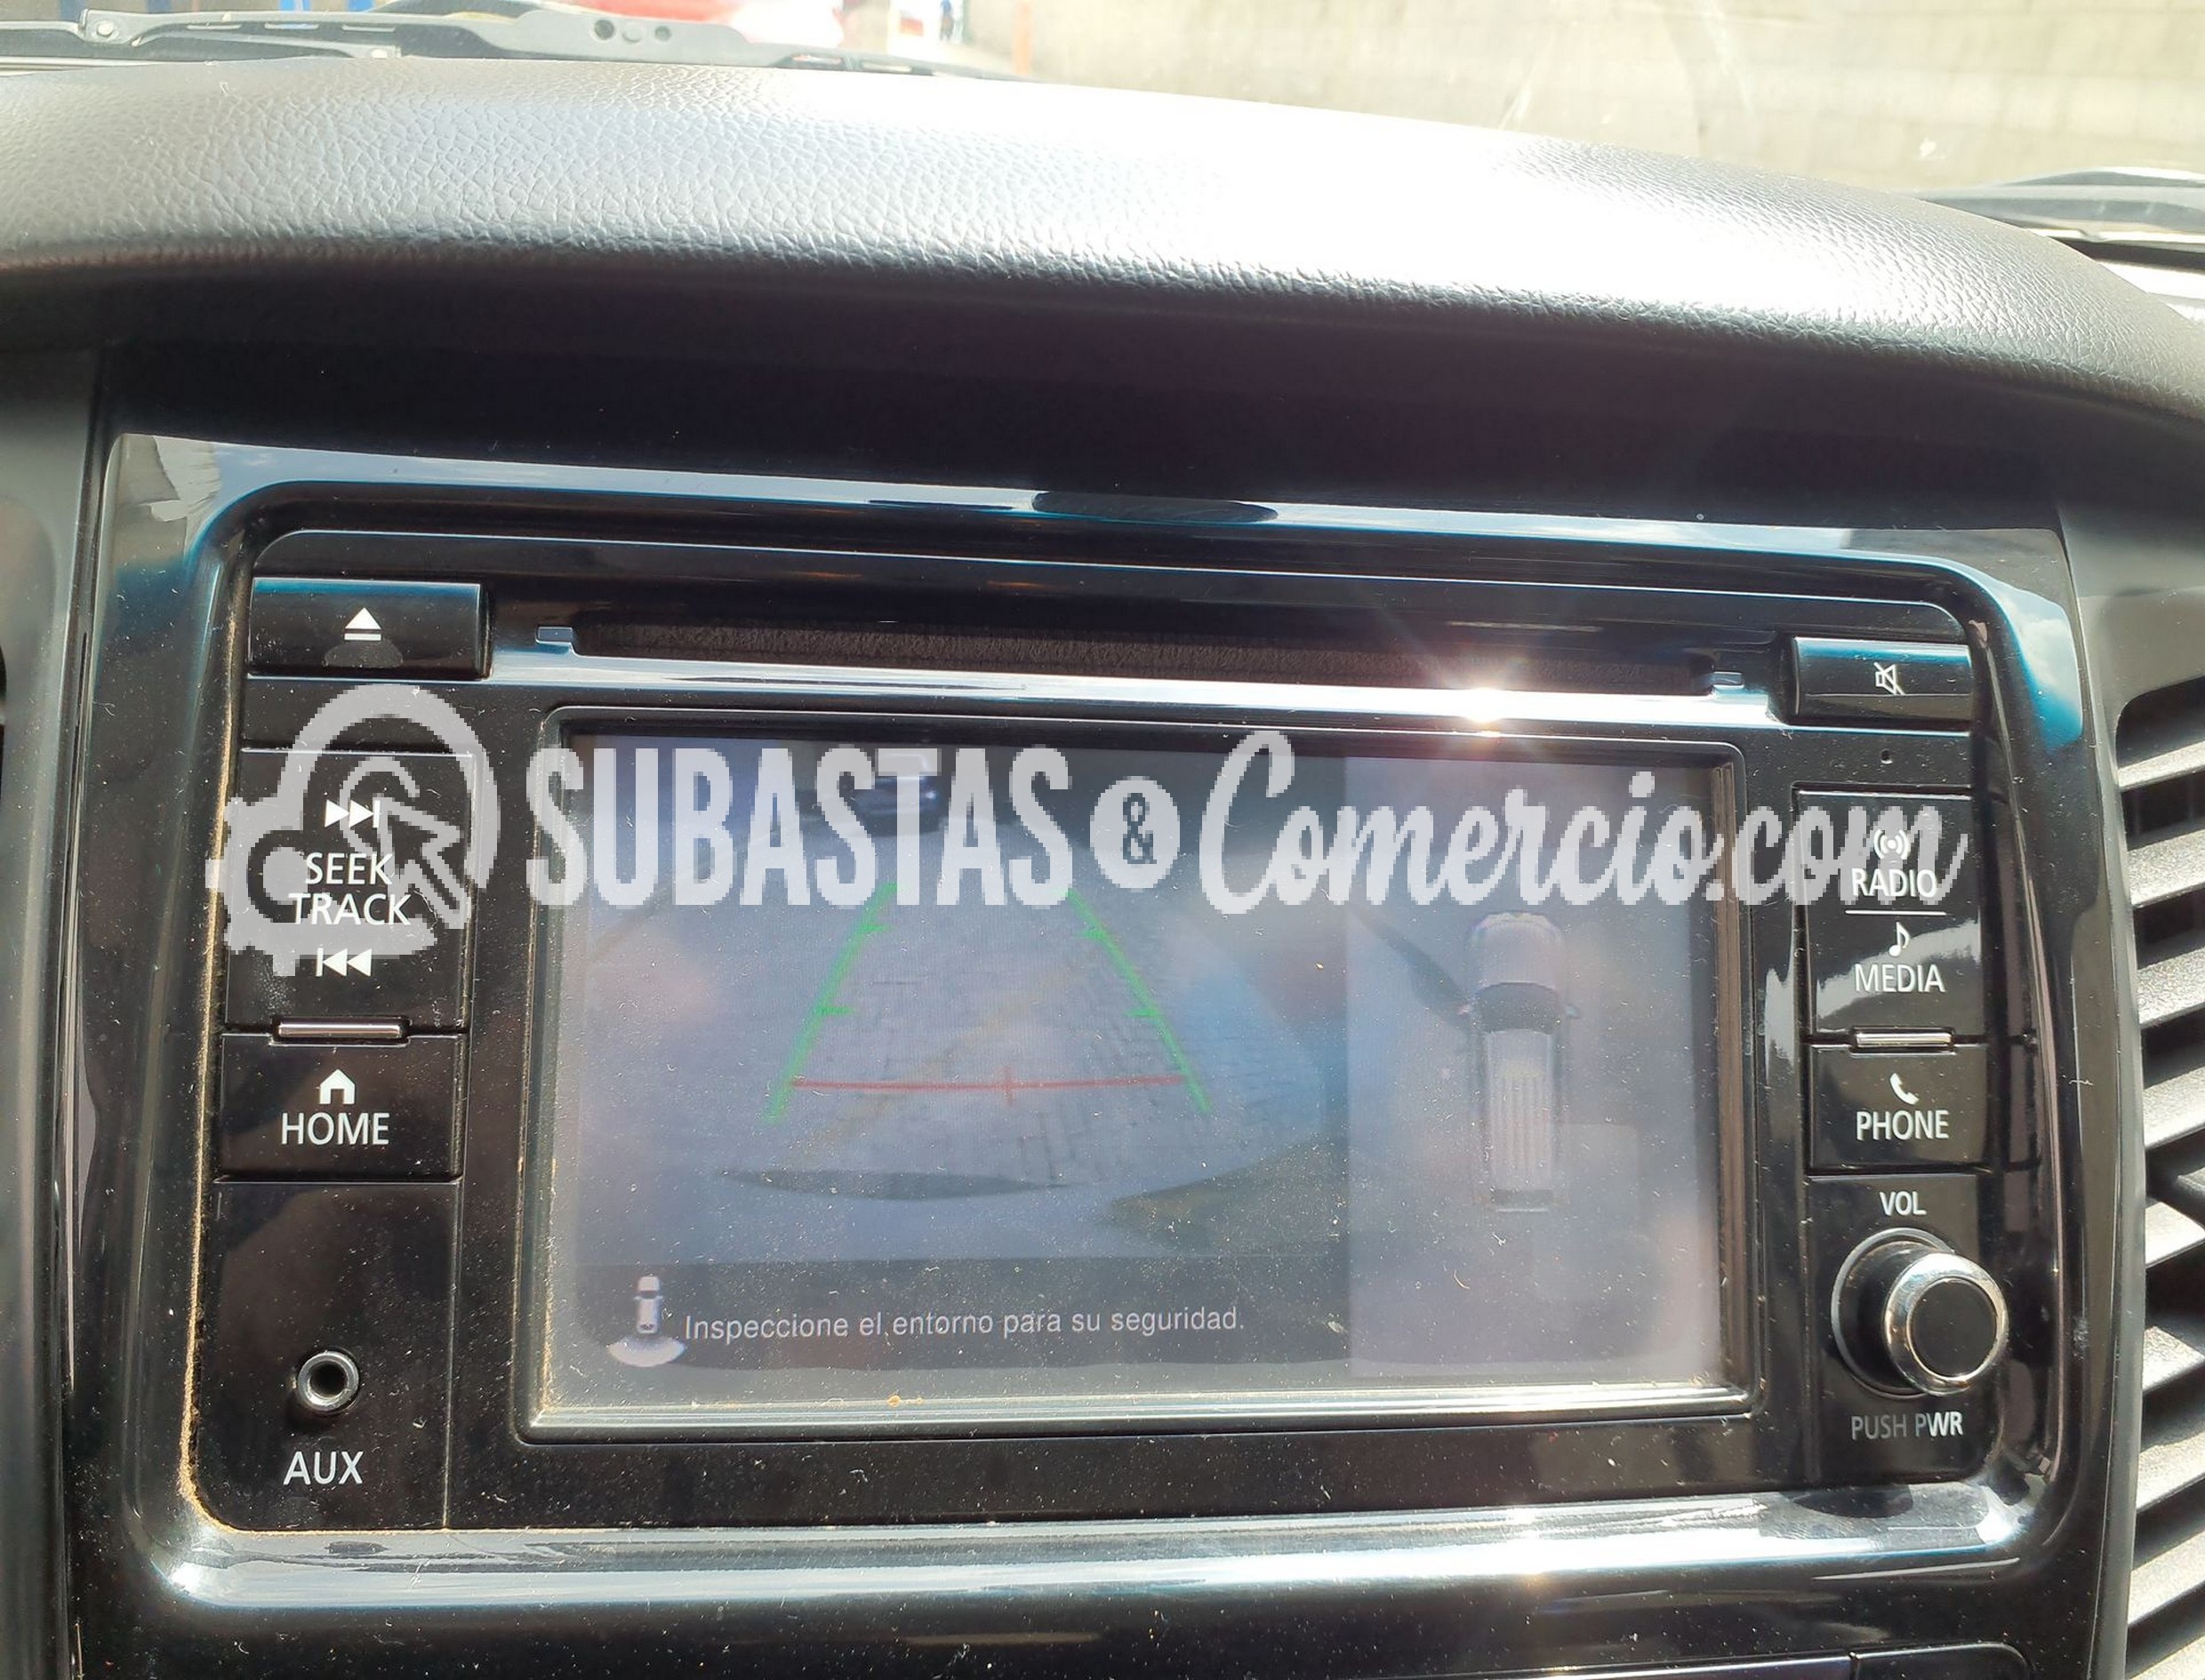 SUBASTAS & Comercio.com
SEEK
TRACK
HOME
AUX
RADIO
MEDIA
PHONE
VOL
PUSH PWR
Inspeccione el entorno para su seguridad.